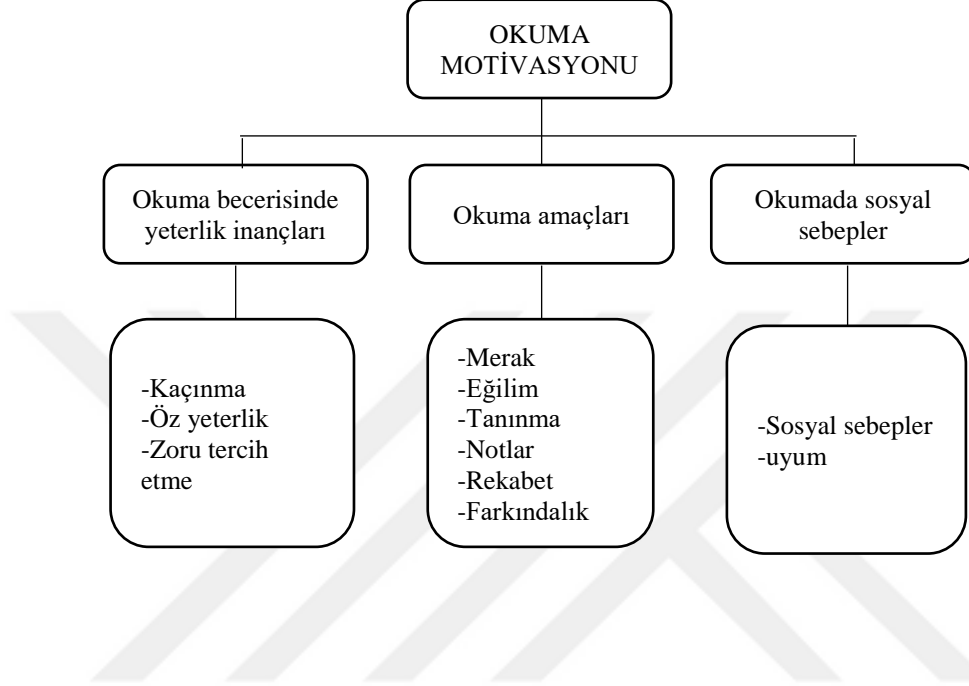 OKUMA
MOTİVASYONU
Okuma becerisinde
yeterlik inançları
Okuma amaçları
Okumada sosyal
sebepler
-Kaçınma
-Öz yeterlik
-Zoru tercih
etme
-Merak
-Eğilim
-Tanınma
-Notlar
-Rekabet
-Farkındalık
-Sosyal sebepler
-uyum